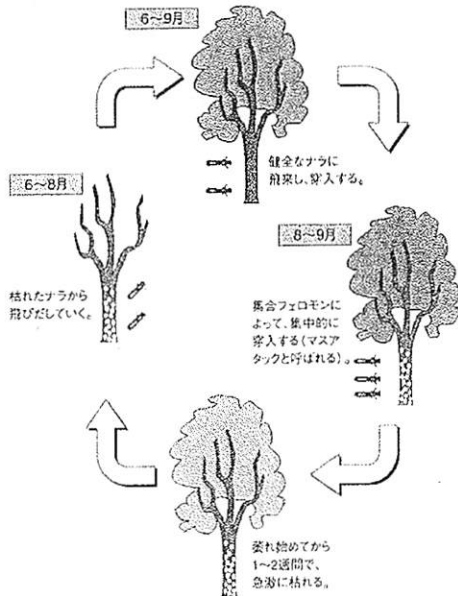 6〜9月
健全なナラに
飛来し、穿入する。
8〜9月
集合フェロモンに
よって、集中的に
穿入する(マスア
タックと呼ばれる)。
萎れ始めてから
1〜2週間で、
急激に枯れる。
6〜8月
枯れたナラから
飛びだしていく。